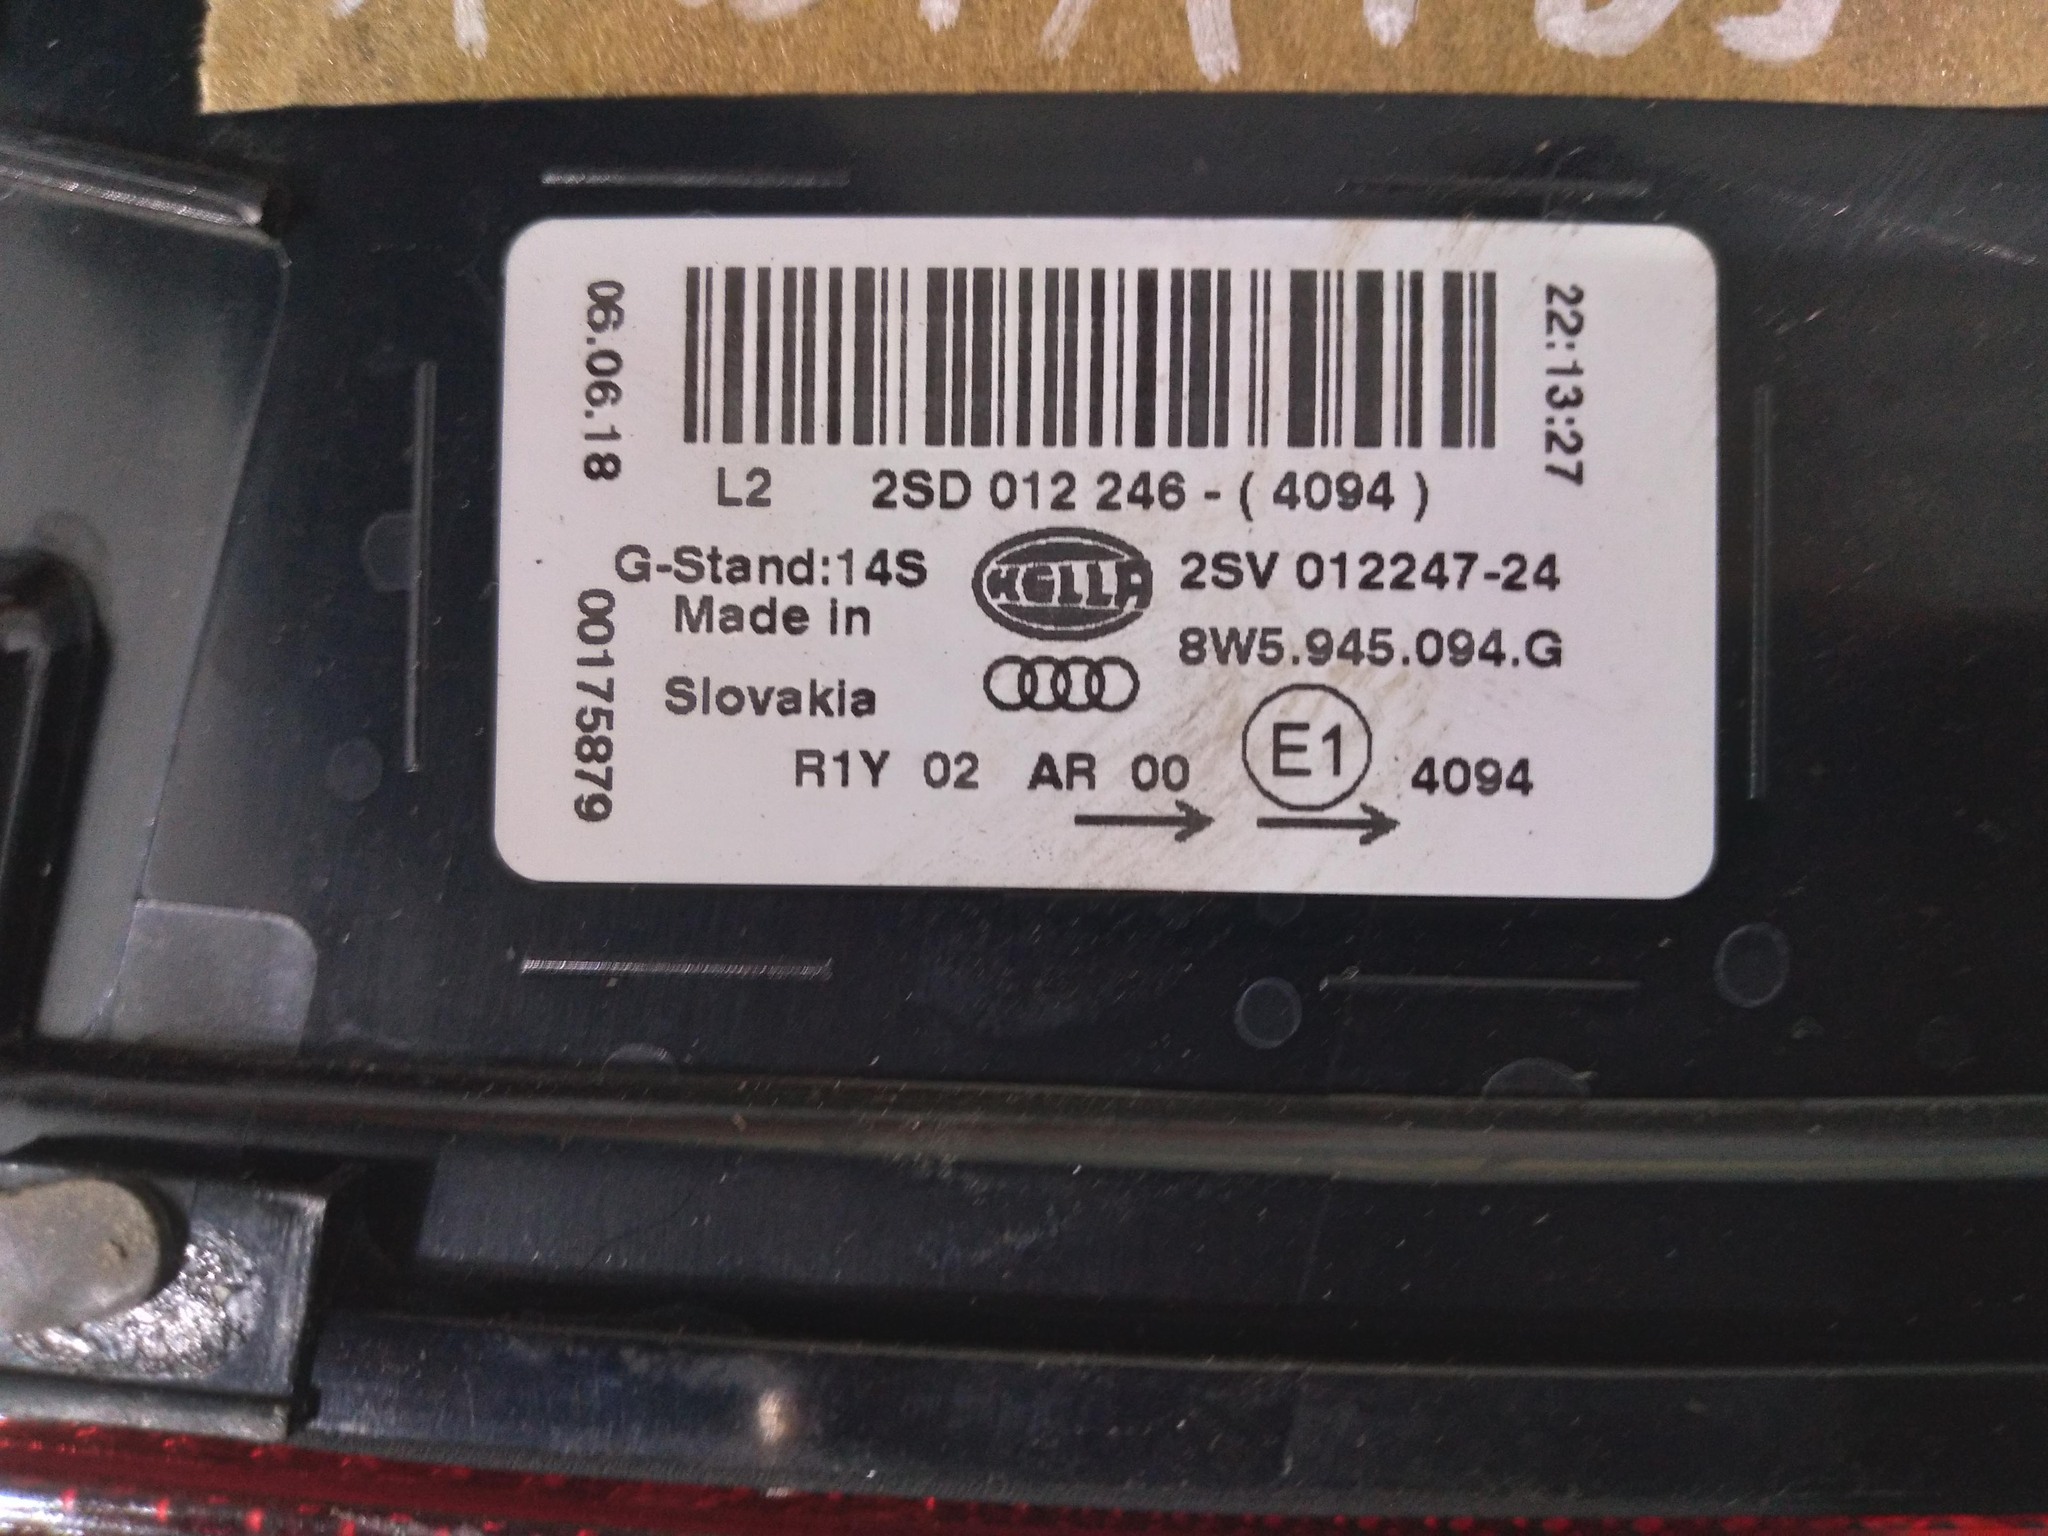 06.06.18
22:13:27
L2 2SD 012 246 - ( 4094 )
G-Stand:14S
HELLA
2SV 012247-24
Made in
8W5.945.094.G
Slovakia
00175879
R1Y 02 AR 00 E1 4094